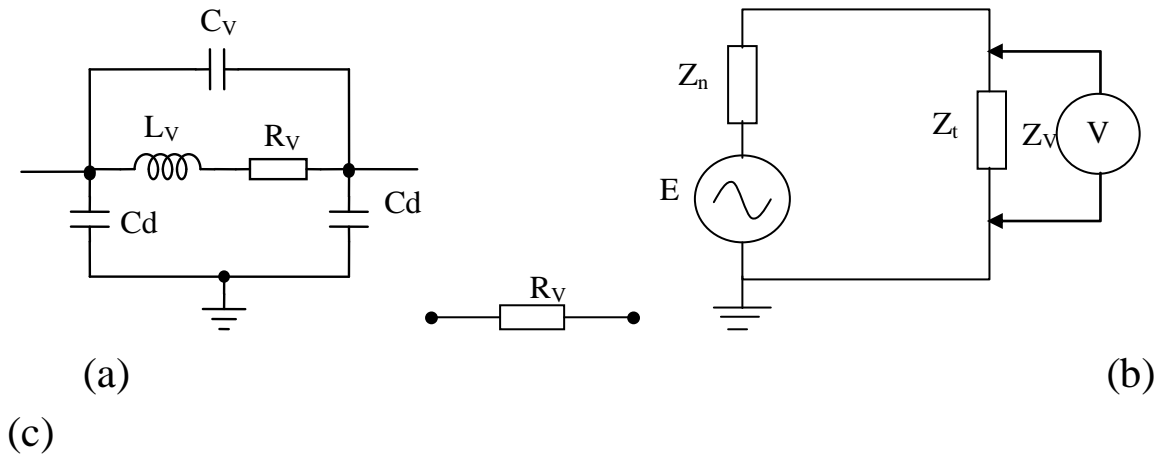 C_V
L_V
R_V
Cd
Cd
R_V
Z_n
E
Z_t
Z_V
V
(a)
(b)
(c)